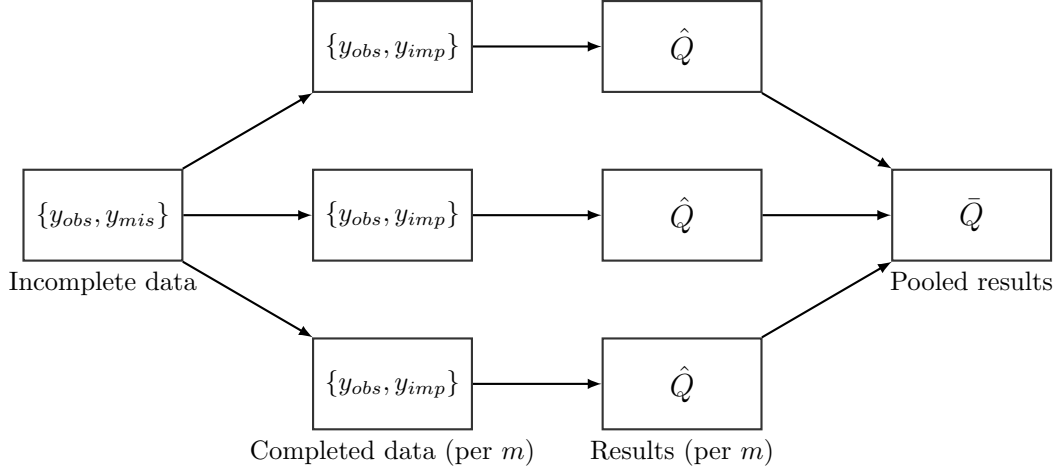 {y_obs, y_imp}
Q̂
{y_obs, y_mis}
{y_obs, y_imp}
Q̂
Q̄
Incomplete data
Pooled results
{y_obs, y_imp}
Q̂
Completed data (per m)
Results (per m)